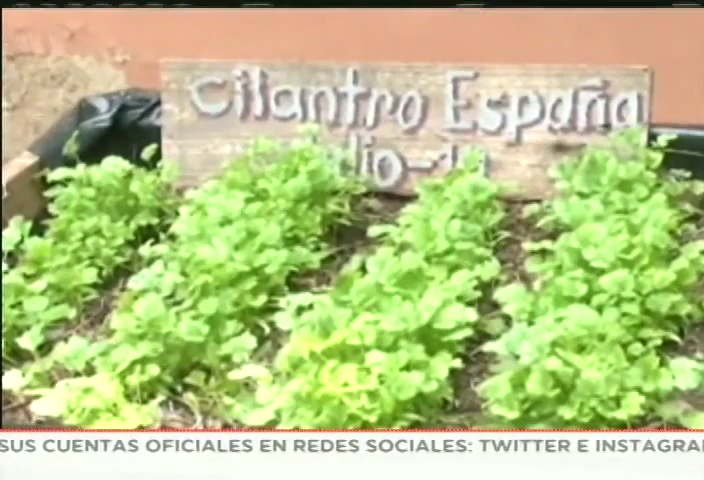 Cilantro España
SUS CUENTAS OFICIALES EN REDES SOCIALES: TWITTER E INSTAGRA